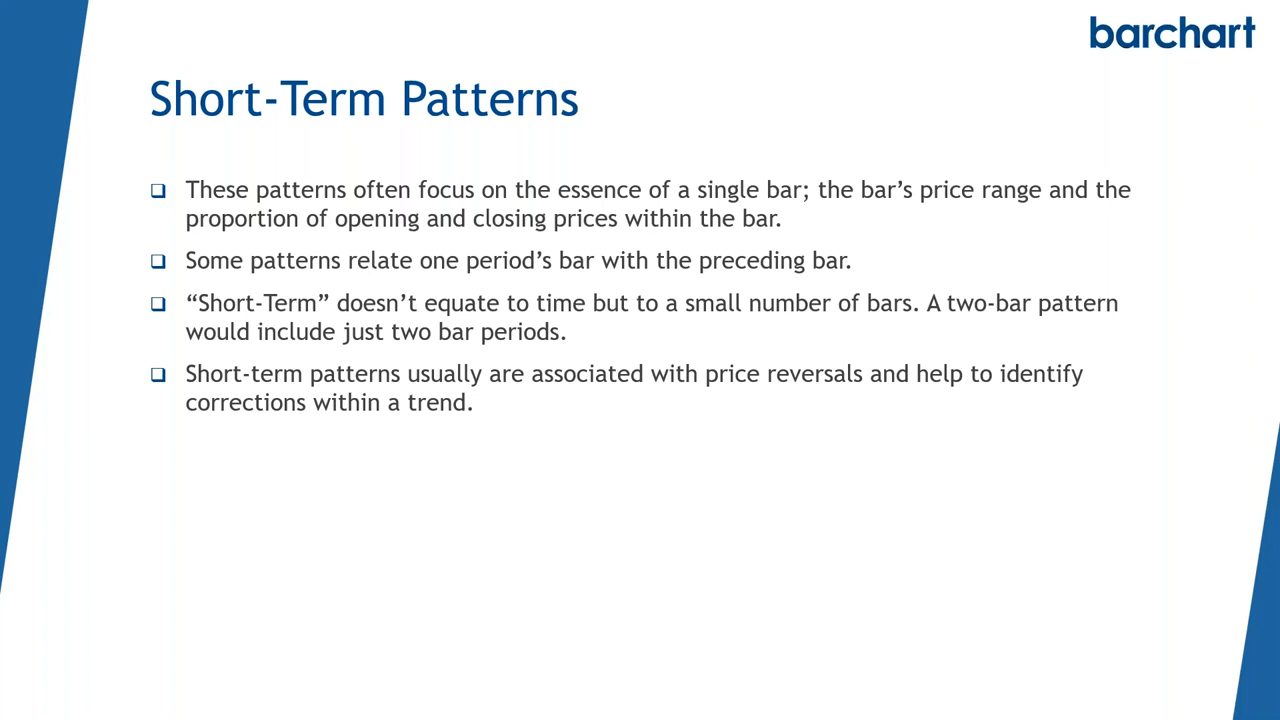 barchart
Short-Term Patterns
These patterns often focus on the essence of a single bar; the bar’s price range and the
proportion of opening and closing prices within the bar.
Some patterns relate one period’s bar with the preceding bar.
“Short-Term” doesn’t equate to time but to a small number of bars. A two-bar pattern
would include just two bar periods.
Short-term patterns usually are associated with price reversals and help to identify
corrections within a trend.